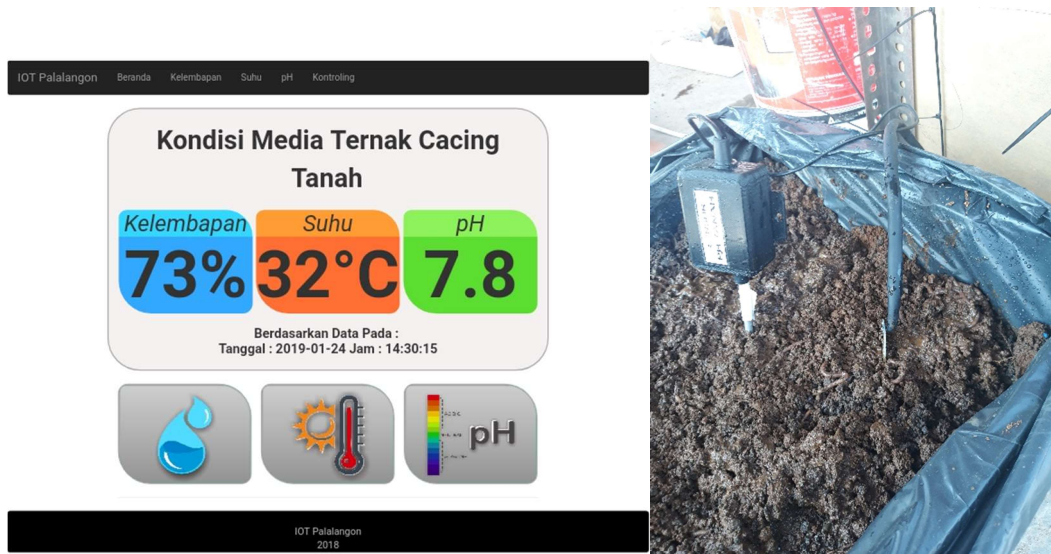 IOT Palalangon Beranda Kelembapan Suhu pH Kontroling
Kondisi Media Ternak Cacing
Tanah
Kelembapan Suhu pH
73% 32°C 7.8
Berdasarkan Data Pada :
Tanggal : 2019-01-24 Jam : 14:30:15
pH
IOT Palalangon
2018